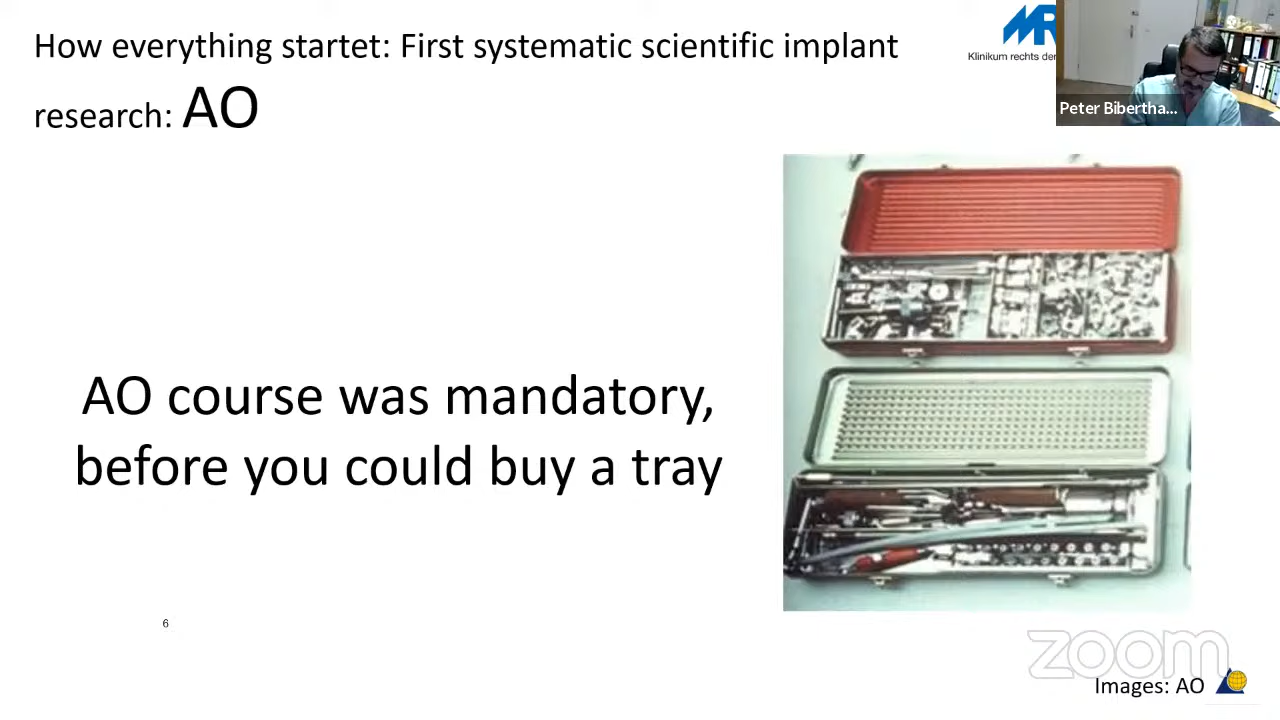 How everything startet: First systematic scientific implant
research: AO
MR
Klinikum rechts der
Peter Bibertha...
AO course was mandatory,
before you could buy a tray
6
zoom
Images: AO